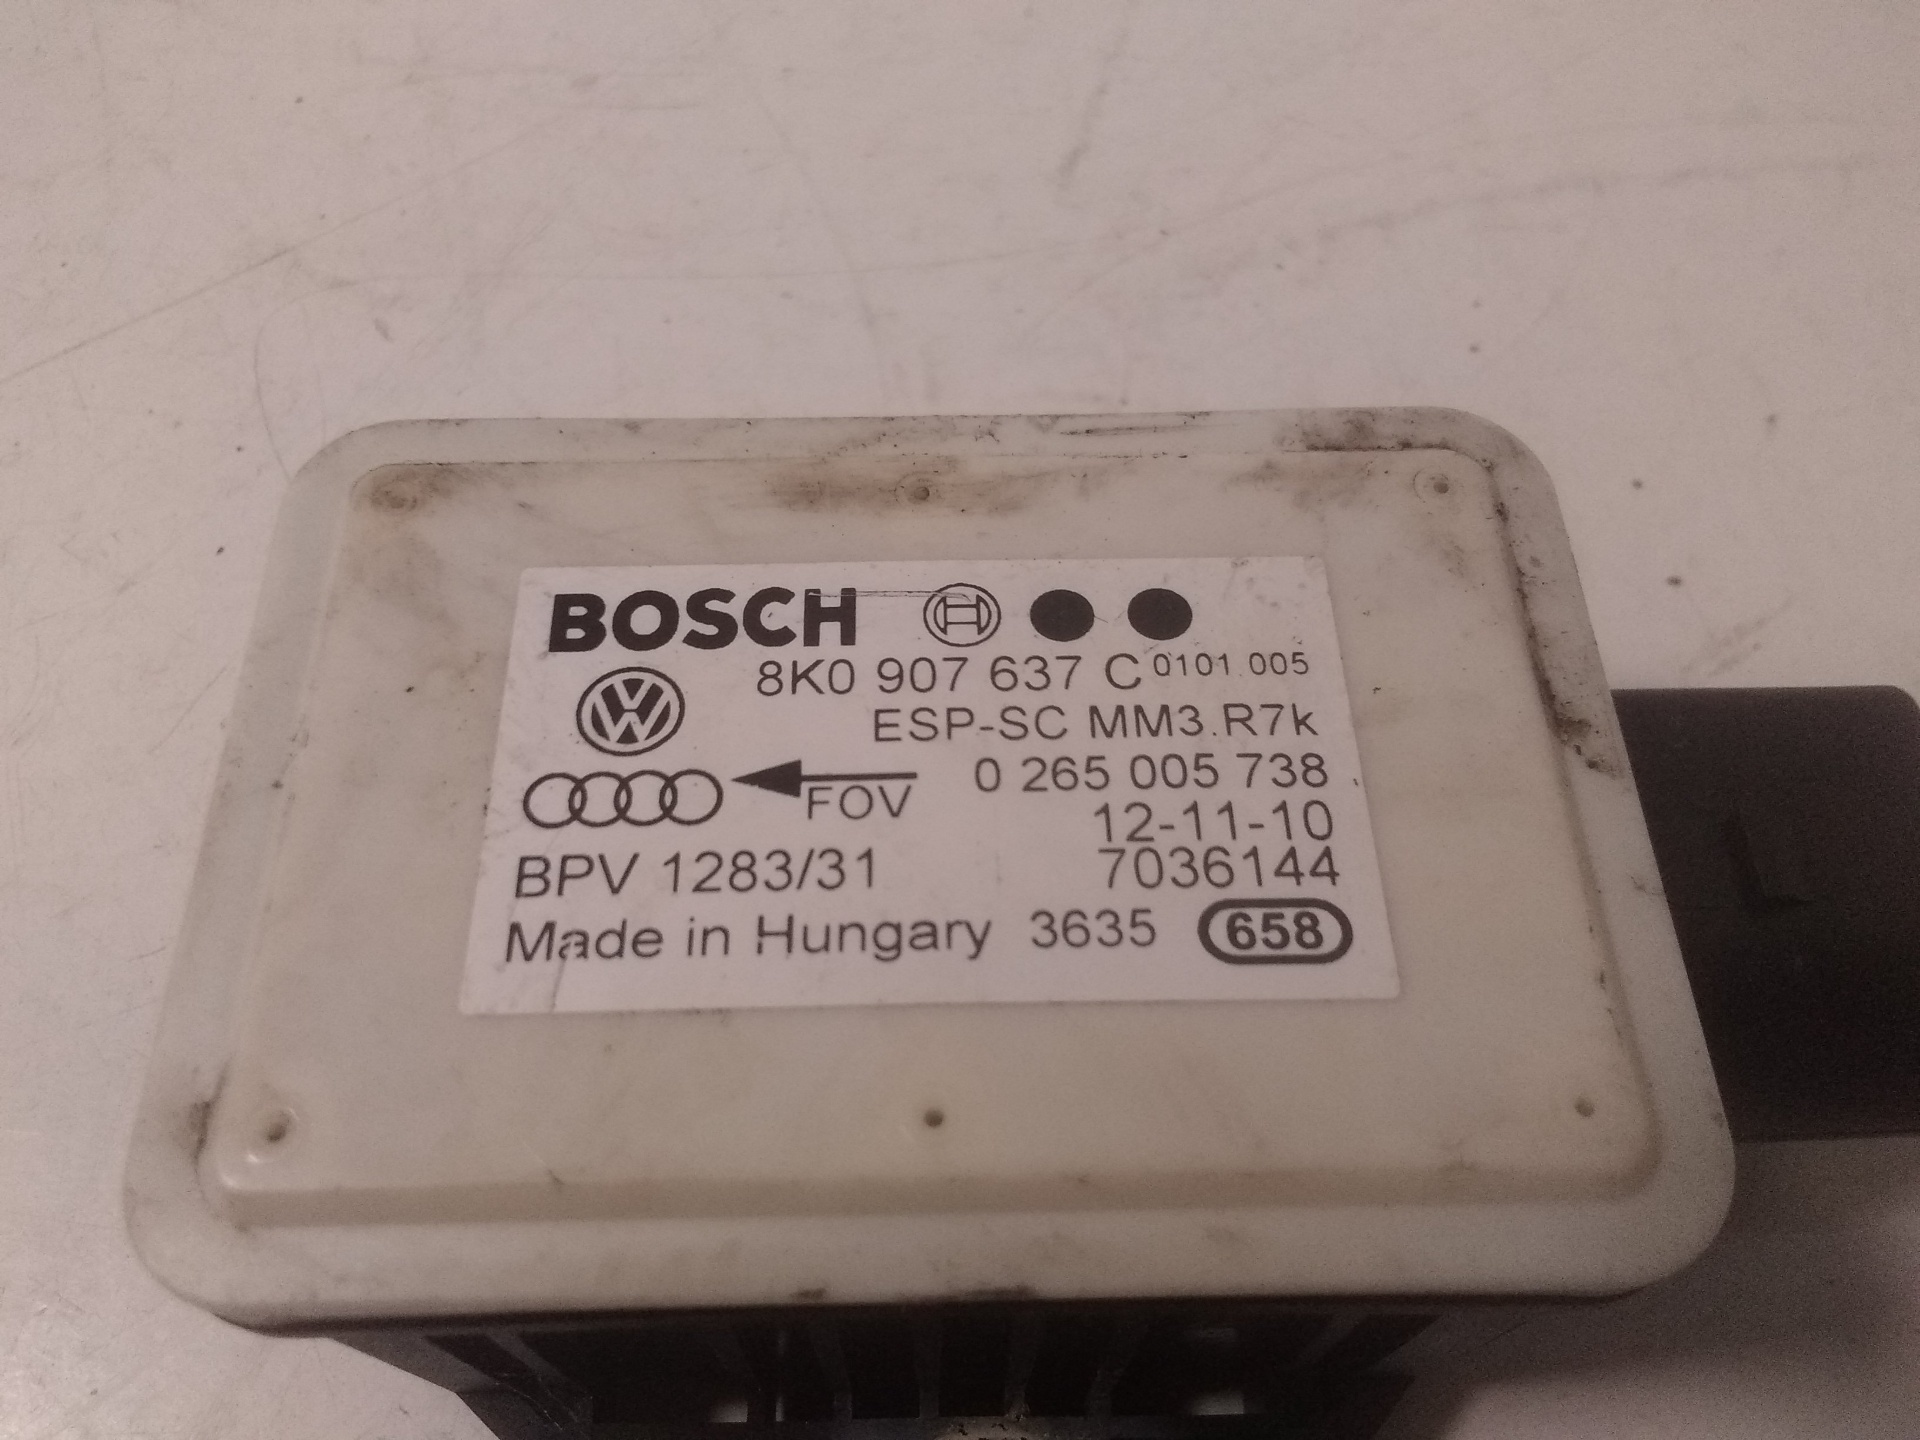 BOSCH
8K0 907 637 C 0101.005
ESP-SC MM3.R7k
0 265 005 738
FOV
12-11-10
BPV 1283/31 7036144
Made in Hungary 3635 658